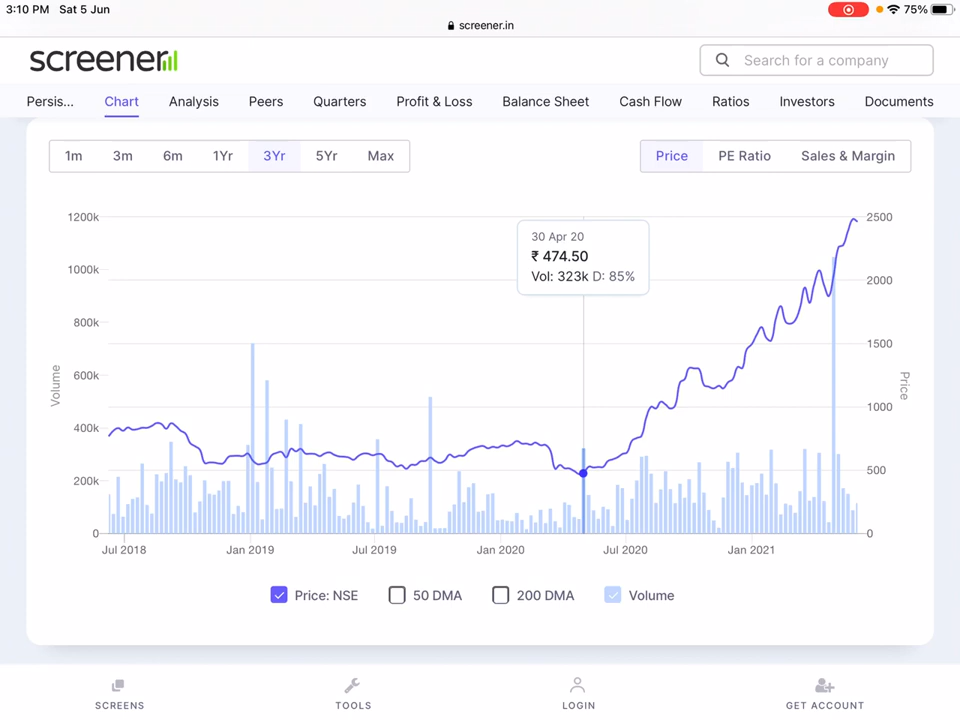 3:10 PM Sat 5 Jun 75%
screener.in
screener
Search for a company
Persis... Chart Analysis Peers Quarters Profit & Loss Balance Sheet Cash Flow Ratios Investors Documents
1m 3m 6m 1Yr 3Yr 5Yr Max Price PE Ratio Sales & Margin
1200k 2500
30 Apr 20
₹ 474.50
Vol: 323k D: 85%
1000k 2000
800k 1500
600k
Volume Price
400k 1000
200k 500
0 0
Jul 2018 Jan 2019 Jul 2019 Jan 2020 Jul 2020 Jan 2021
Price: NSE 50 DMA 200 DMA Volume
SCREENS TOOLS LOGIN GET ACCOUNT